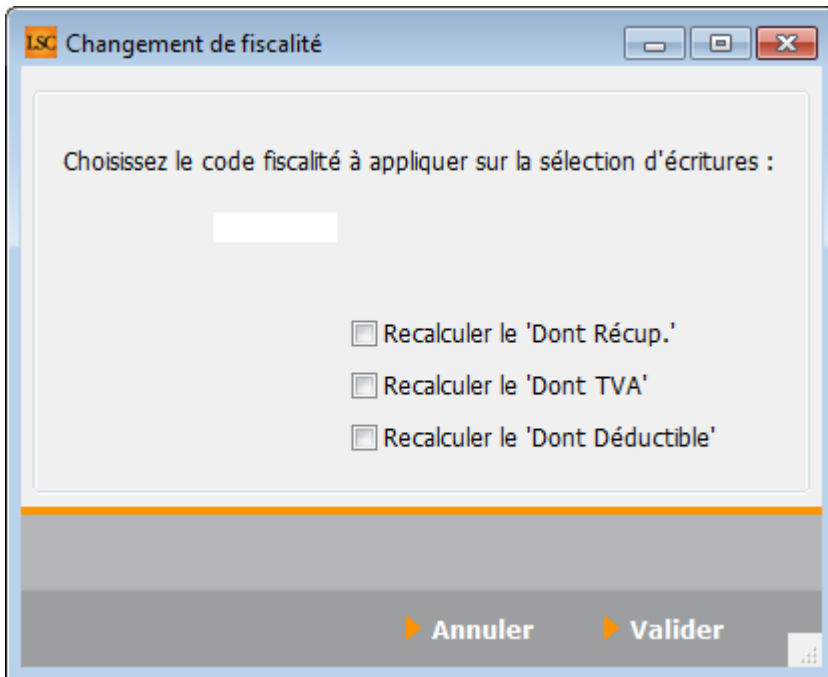 LSC Changement de fiscalité
Choisissez le code fiscalité à appliquer sur la sélection d'écritures :
Recalculer le 'Dont Récup.'
Recalculer le 'Dont TVA'
Recalculer le 'Dont Déductible'
Annuler Valider